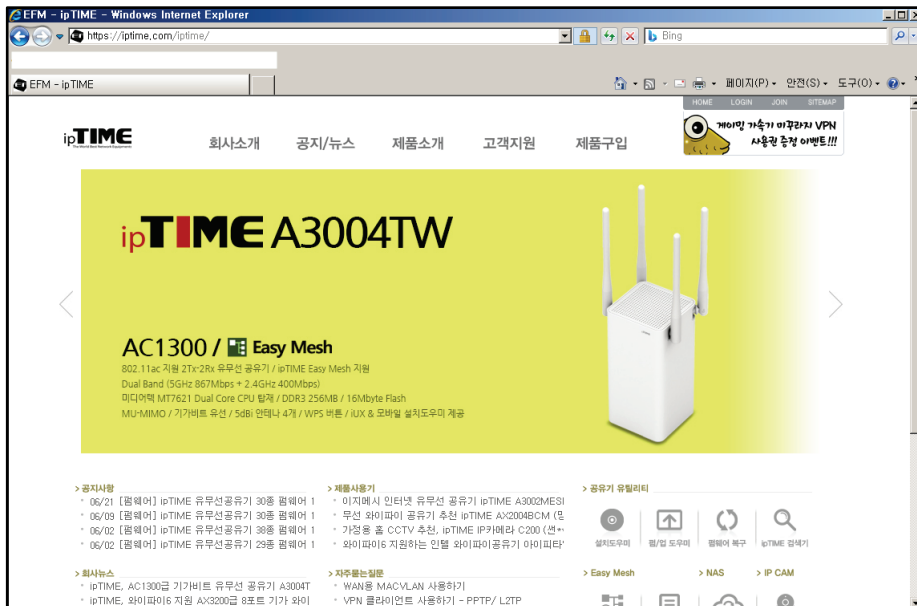 EFM - ipTIME - Windows Internet Explorer
https://iptime.com/iptime/
Bing
EFM - ipTIME
페이지(P)
안전(S)
도구(O)
HOME LOGIN JOIN SITEMAP
ipTIME
회사소개 공지/뉴스 제품소개 고객지원 제품구입
게이밍 가속기 미꾸라지 VPN
사용권 증정 이벤트!!!
ipTIME A3004TW
AC1300 / Easy Mesh
802.11ac 지원 2Tx-2Rx 유무선 공유기 / ipTIME Easy Mesh 지원
Dual Band (5GHz 867Mbps + 2.4GHz 400Mbps)
미디어텍 MT7621 Dual Core CPU 탑재 / DDR3 256MB / 16Mbyte Flash
MU-MIMO / 기가비트 유선 / 5dBi 안테나 4개 / WPS 버튼 / iUX & 모바일 설치도우미 제공
> 공지사항
06/21 [펌웨어] ipTIME 유무선공유기 30종 펌웨어 1
06/09 [펌웨어] ipTIME 유무선공유기 30종 펌웨어 1
06/02 [펌웨어] ipTIME 유무선공유기 38종 펌웨어 1
06/02 [펌웨어] ipTIME 유무선공유기 29종 펌웨어 1
> 제품사용기
이지메시 인터넷 유무선 공유기 ipTIME A3002MESI
무선 와이파이 공유기 추천 ipTIME AX2004BCM
가정용 홈 CCTV 추천, ipTIME IP카메라 C200
와이파이6 지원하는 인텔 와이파이공유기 아이피타
> 공유기 유틸리티
설치도우미 펌/업 도우미 펌웨어 복구 ipTIME 검색기
> 회사뉴스
ipTIME, AC1300급 기가비트 유무선 공유기 A3004T
ipTIME, 와이파이6 지원 AX3200급 8포트 기가 와이
> 자주묻는질문
WAN용 MACVLAN 사용하기
VPN 클라이언트 사용하기 - PPTP/ L2TP
> Easy Mesh > NAS > IP CAM